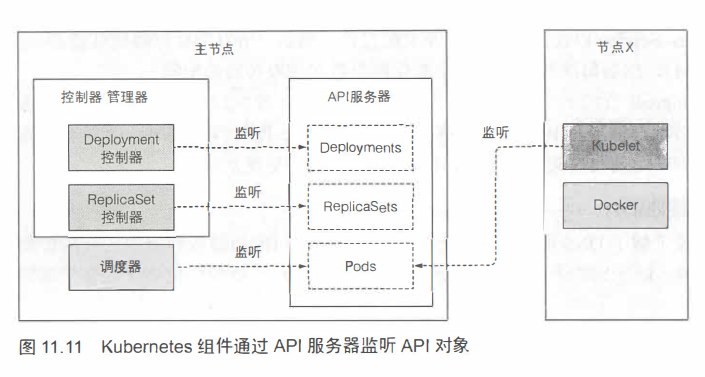 主节点
节点X
控制器 管理器
API服务器
Deployment
控制器
监听
Deployments
监听
Kubelet
ReplicaSet
控制器
监听
ReplicaSets
Docker
调度器
监听
Pods
图 11.11 Kubernetes 组件通过 API 服务器监听 API 对象